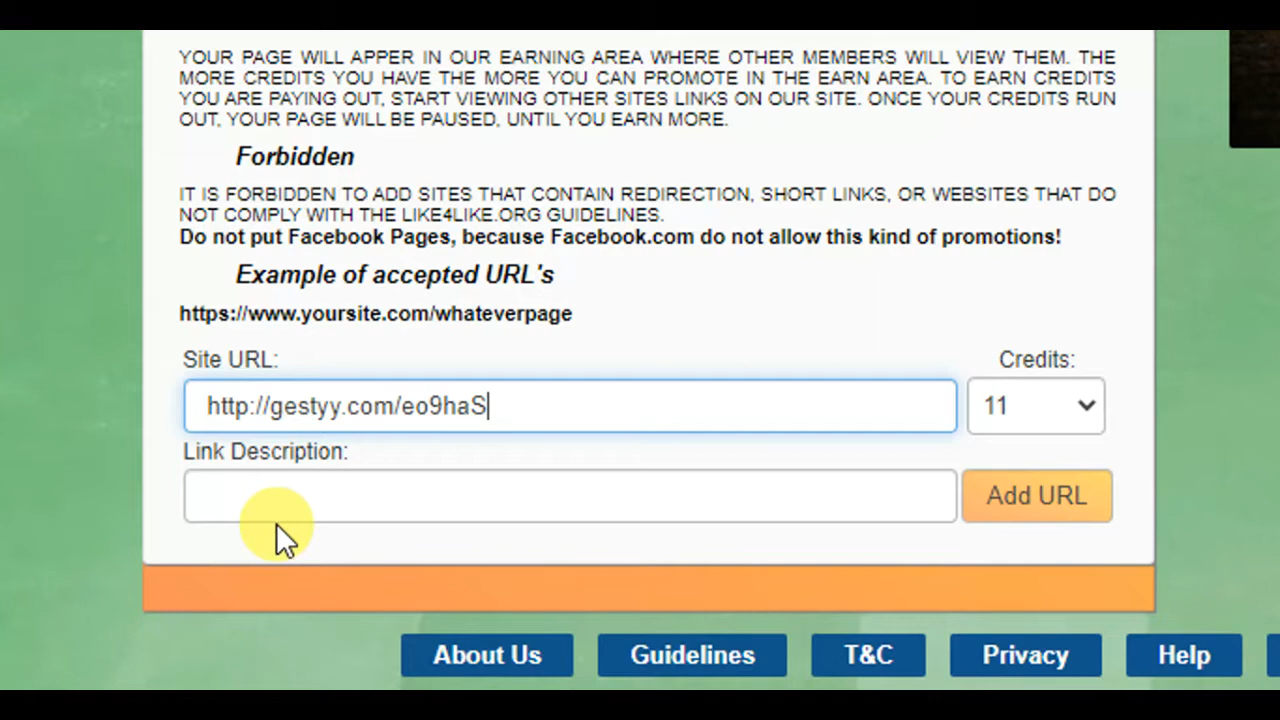 YOUR PAGE WILL APPER IN OUR EARNING AREA WHERE OTHER MEMBERS WILL VIEW THEM. THE
MORE CREDITS YOU HAVE THE MORE YOU CAN PROMOTE IN THE EARN AREA. TO EARN CREDITS
YOU ARE PAYING OUT, START VIEWING OTHER SITES LINKS ON OUR SITE. ONCE YOUR CREDITS RUN
OUT, YOUR PAGE WILL BE PAUSED, UNTIL YOU EARN MORE.
Forbidden
IT IS FORBIDDEN TO ADD SITES THAT CONTAIN REDIRECTION, SHORT LINKS, OR WEBSITES THAT DO
NOT COMPLY WITH THE LIKE4LIKE.ORG GUIDELINES.
Do not put Facebook Pages, because Facebook.com do not allow this kind of promotions!
Example of accepted URL's
https://www.yoursite.com/whateverpage
Site URL: Credits:
http://gestyy.com/eo9haS 11
Link Description:
Add URL
About Us Guidelines T&C Privacy Help